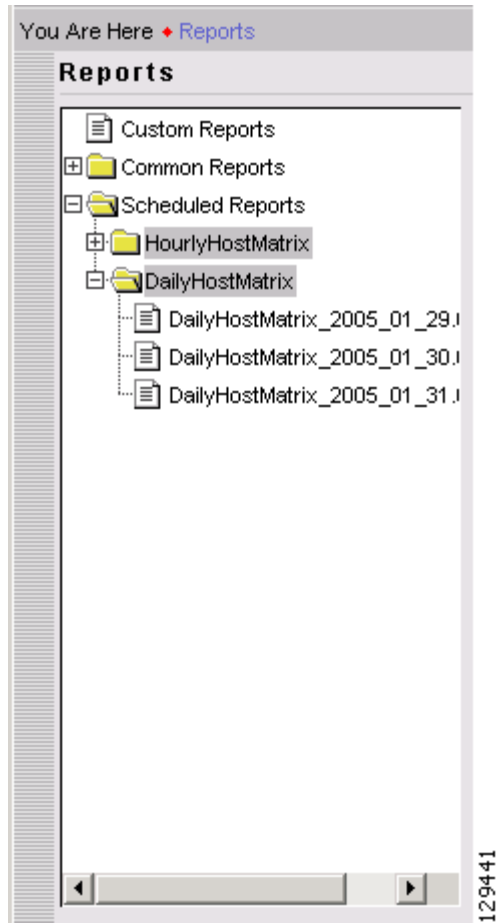 You Are Here ♦ Reports
Reports
Custom Reports
Common Reports
Scheduled Reports
HourlyHostMatrix
DailyHostMatrix
DailyHostMatrix_2005_01_29.
DailyHostMatrix_2005_01_30.
DailyHostMatrix_2005_01_31.
129441